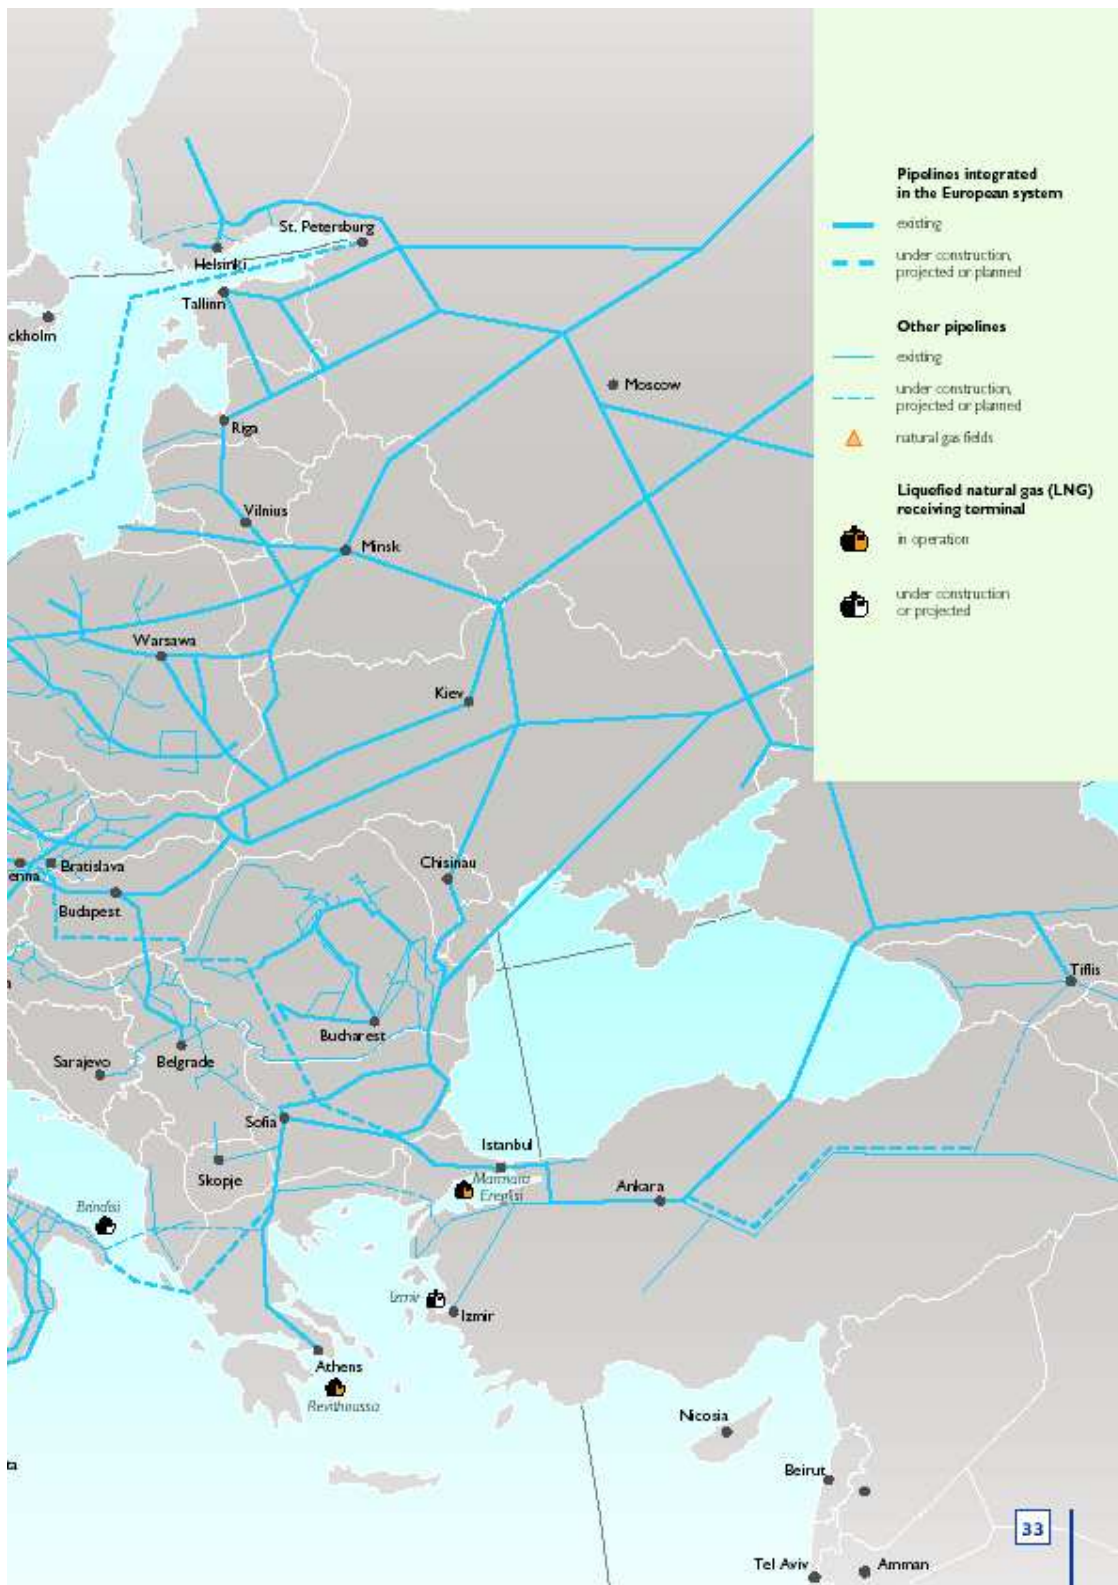 Pipelines integrated
in the European system
existing
under construction,
projected or planned
Other pipelines
existing
under construction,
projected or planned
natural gas fields
Liquefied natural gas (LNG)
receiving terminal
in operation
under construction
or projected
St. Petersburg
Helsinki
Tallinn
ckholm
Moscow
Riga
Vilnius
Minsk
Warsawa
Kiev
Bratislava
enna
Chisinau
Budapest
Tiflis
Bucharest
Sarajevo
Belgrade
Sofia
Istanbul
Skopje
Marmara
Ereglisi
Ankara
Brindisi
Izmir
Izmir
Athens
Revithoussa
Nicosia
Beirut
ta
33
Tel Aviv
Amman